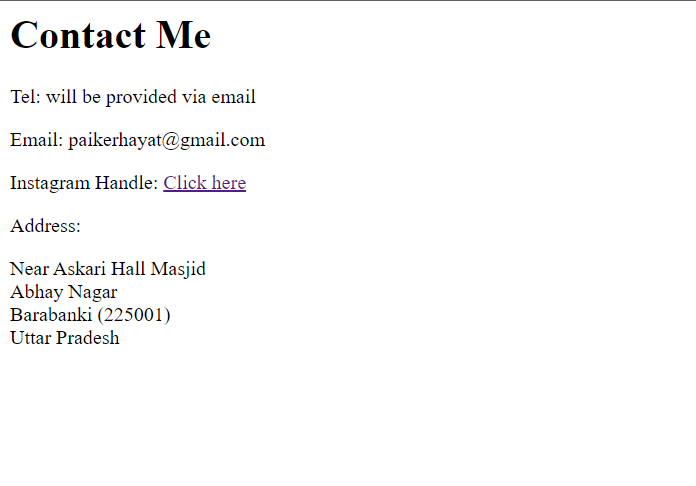 Contact Me
Tel: will be provided via email
Email: paikerhayat@gmail.com
Instagram Handle: Click here
Address:
Near Askari Hall Masjid
Abhay Nagar
Barabanki (225001)
Uttar Pradesh